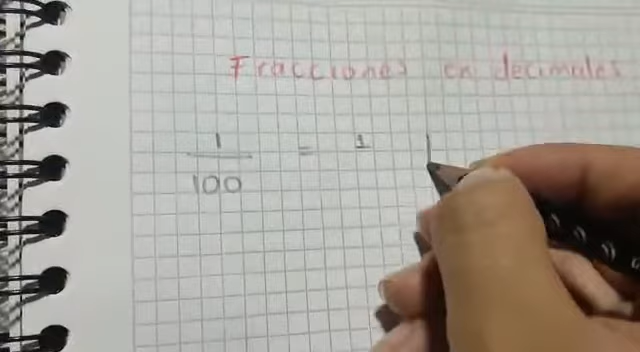 Fracciones en decimales
1/100 = 1